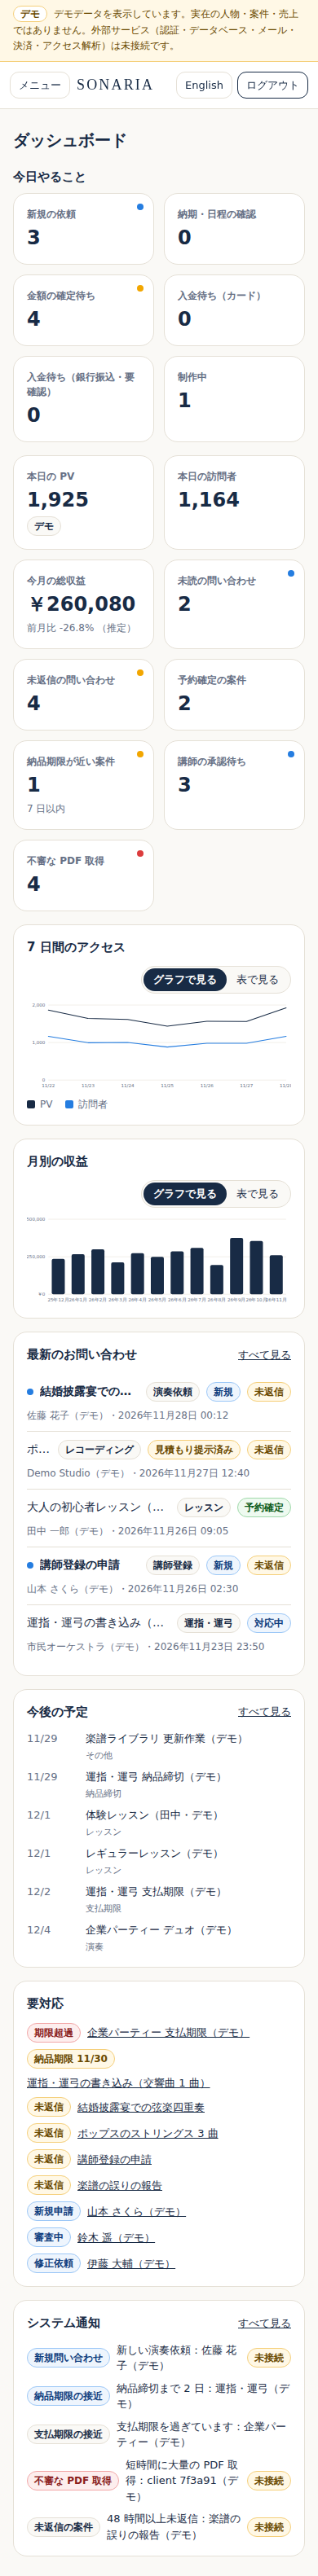 デモ デモデータを表示しています。実在の人物・案件・売上
ではありません。外部サービス（認証・データベース・メール・
決済・アクセス解析）は未接続です。
メニュー SONARIA English ログアウト
ダッシュボード
今日やること
新規の依頼
3
納期・日程の確認
0
金額の確定待ち
4
入金待ち（カード）
0
入金待ち（銀行振込・要
確認）
0
制作中
1
本日の PV
1,925
デモ
本日の訪問者
1,164
今月の総収益
￥260,080
前月比 -26.8% （推定）
未読の問い合わせ
2
未返信の問い合わせ
4
予約確定の案件
2
納品期限が近い案件
1
7 日以内
講師の承認待ち
3
不審な PDF 取得
4
7 日間のアクセス
グラフで見る 表で見る
2,000
1,000
0
11/22 11/23 11/24 11/25 11/26 11/27
PV 訪問者
月別の収益
グラフで見る 表で見る
250,000
¥0
最新のお問い合わせ すべて見る
結婚披露宴での… 演奏依頼 新規 未返信
佐藤 花子（デモ）・2026年11月28日 00:12
ポ… レコーディング 見積もり提示済み 未返信
Demo Studio（デモ）・2026年11月27日 12:40
大人の初心者レッスン（… レッスン 予約確定
田中 一郎（デモ）・2026年11月26日 09:05
講師登録の申請 講師登録 新規 未返信
山本 さくら（デモ）・2026年11月26日 02:30
運指・運弓の書き込み（… 運指・運弓 対応中
市民オーケストラ（デモ）・2026年11月23日 23:50
今後の予定 すべて見る
11/29 楽譜ライブラリ 更新作業（デモ）
その他
11/29 運指・運弓 納品締切（デモ）
納品締切
12/1 体験レッスン（田中・デモ）
レッスン
12/1 レギュラーレッスン（デモ）
レッスン
12/2 運指・運弓 支払期限（デモ）
支払期限
12/4 企業パーティー デュオ（デモ）
演奏
要対応
期限超過 企業パーティー 支払期限（デモ）
納品期限 11/30
運指・運弓の書き込み（交響曲 1 曲）
未返信 結婚披露宴での弦楽四重奏
未返信 ポップスのストリングス 3 曲
未返信 講師登録の申請
未返信 楽譜の誤りの報告
新規申請 山本 さくら（デモ）
審査中 鈴木 遥（デモ）
修正依頼 伊藤 大輔（デモ）
システム通知 すべて見る
新規問い合わせ 新しい演奏依頼：佐藤 花
子（デモ） 未接続
納品期限の接近 納品締切まで 2 日：運指・運弓（デ
モ）
支払期限の接近 支払期限を過ぎています：企業パー
ティー（デモ）
不審な PDF 取得 短時間に大量の PDF 取
得：client 7f3a91（デ
モ） 未接続
未返信の案件 48 時間以上未返信：楽譜の
誤りの報告（デモ） 未接続